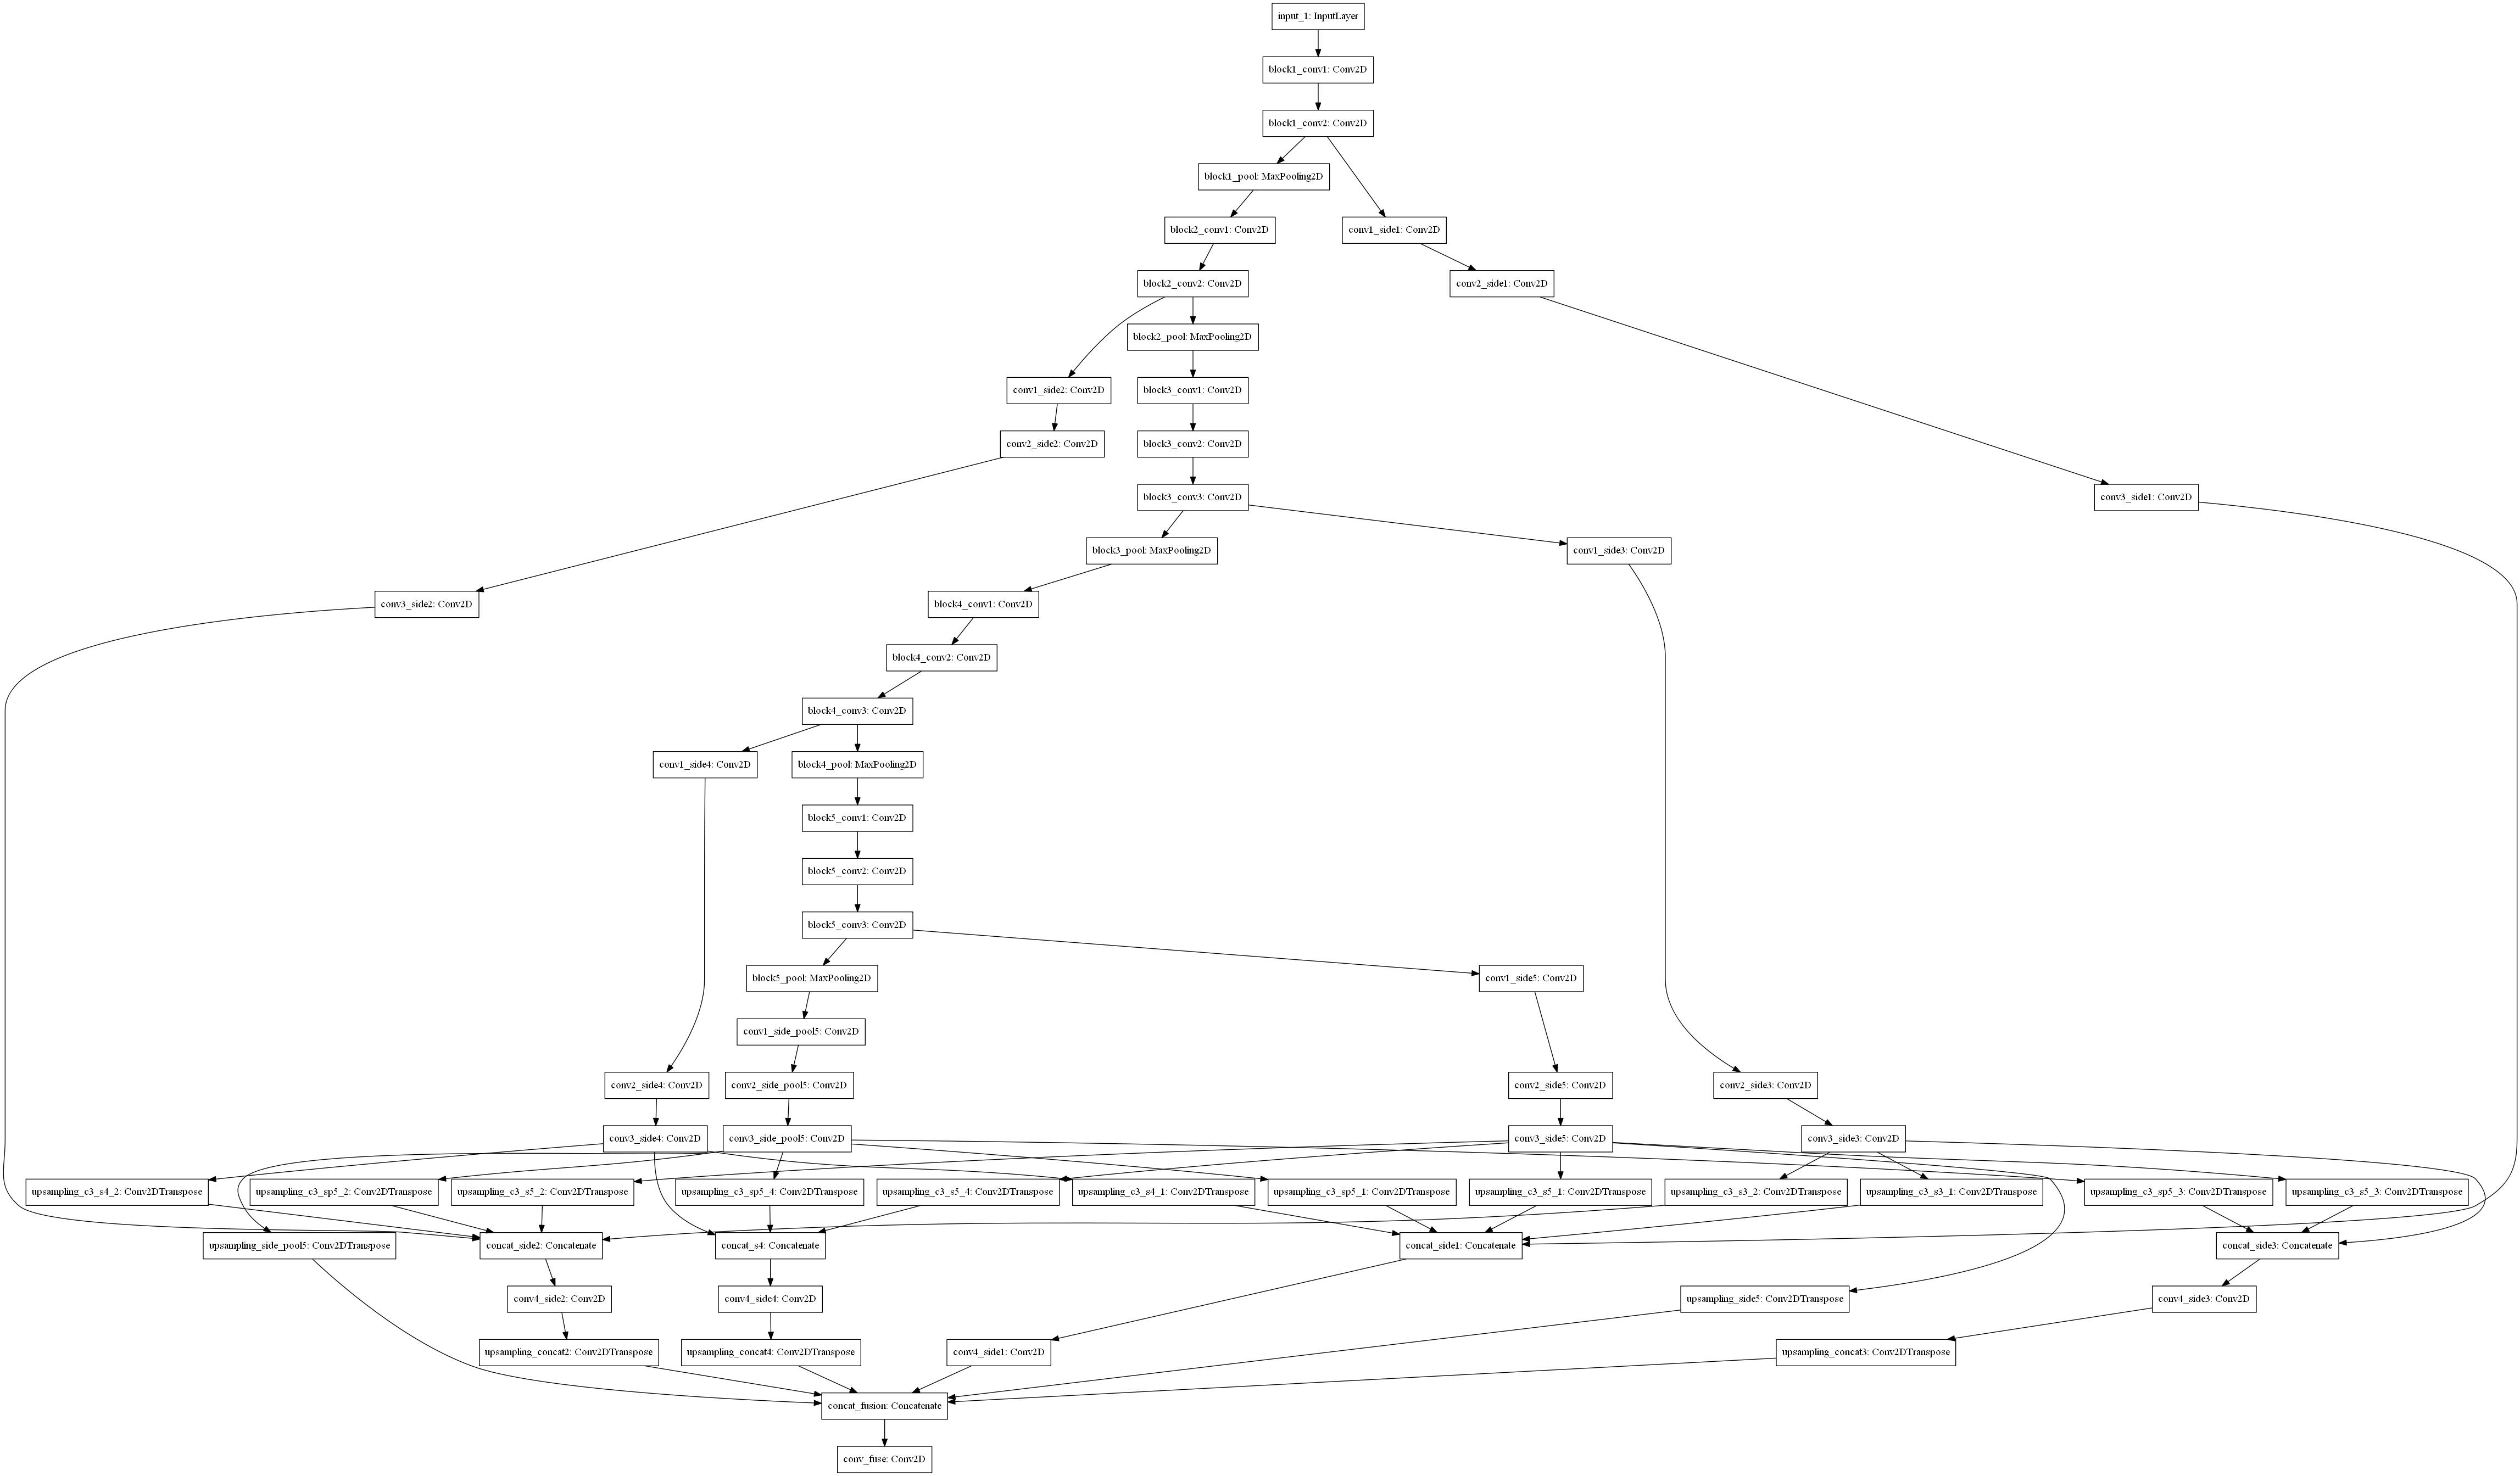 input_1: InputLayer
block1_conv1: Conv2D
block1_conv2: Conv2D
block1_pool: MaxPooling2D
block2_conv1: Conv2D
conv1_side1: Conv2D
block2_conv2: Conv2D
conv2_side1: Conv2D
block2_pool: MaxPooling2D
conv1_side2: Conv2D
block3_conv1: Conv2D
conv2_side2: Conv2D
block3_conv2: Conv2D
block3_conv3: Conv2D
conv3_side1: Conv2D
block3_pool: MaxPooling2D
conv1_side3: Conv2D
conv3_side2: Conv2D
block4_conv1: Conv2D
block4_conv2: Conv2D
block4_conv3: Conv2D
conv1_side4: Conv2D
block4_pool: MaxPooling2D
block5_conv1: Conv2D
block5_conv2: Conv2D
block5_conv3: Conv2D
block5_pool: MaxPooling2D
conv1_side5: Conv2D
conv1_side_pool5: Conv2D
conv2_side4: Conv2D
conv2_side_pool5: Conv2D
conv2_side5: Conv2D
conv2_side3: Conv2D
conv3_side4: Conv2D
conv3_side_pool5: Conv2D
conv3_side5: Conv2D
conv3_side3: Conv2D
upsampling_c3_s4_2: Conv2DTranspose
upsampling_c3_sp5_2: Conv2DTranspose
upsampling_c3_s5_2: Conv2DTranspose
upsampling_c3_sp5_4: Conv2DTranspose
upsampling_c3_s5_4: Conv2DTranspose
upsampling_c3_s4_1: Conv2DTranspose
upsampling_c3_sp5_1: Conv2DTranspose
upsampling_c3_s5_1: Conv2DTranspose
upsampling_c3_s3_2: Conv2DTranspose
upsampling_c3_s3_1: Conv2DTranspose
upsampling_c3_sp5_3: Conv2DTranspose
upsampling_c3_s5_3: Conv2DTranspose
upsampling_side_pool5: Conv2DTranspose
concat_side2: Concatenate
concat_s4: Concatenate
concat_side1: Concatenate
concat_side3: Concatenate
conv4_side2: Conv2D
conv4_side4: Conv2D
upsampling_side5: Conv2DTranspose
conv4_side3: Conv2D
upsampling_concat2: Conv2DTranspose
upsampling_concat4: Conv2DTranspose
conv4_side1: Conv2D
upsampling_concat3: Conv2DTranspose
concat_fusion: Concatenate
conv_fuse: Conv2D